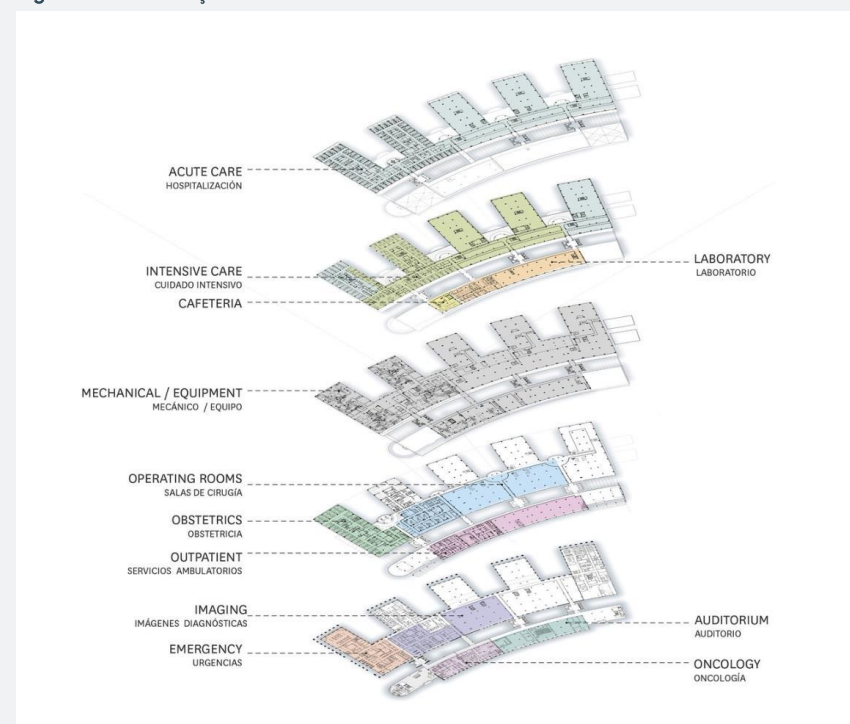 ACUTE CARE
HOSPITALIZACIÓN
INTENSIVE CARE
CUIDADO INTENSIVO
CAFETERIA
LABORATORY
LABORATORIO
MECHANICAL / EQUIPMENT
MECÁNICO / EQUIPO
OPERATING ROOMS
SALAS DE CIRUGÍA
OBSTETRICS
OBSTETRICIA
OUTPATIENT
SERVICIOS AMBULATORIOS
IMAGING
IMÁGENES DIAGNÓSTICAS
EMERGENCY
URGENCIAS
AUDITORIUM
AUDITORIO
ONCOLOGY
ONCOLOGÍA